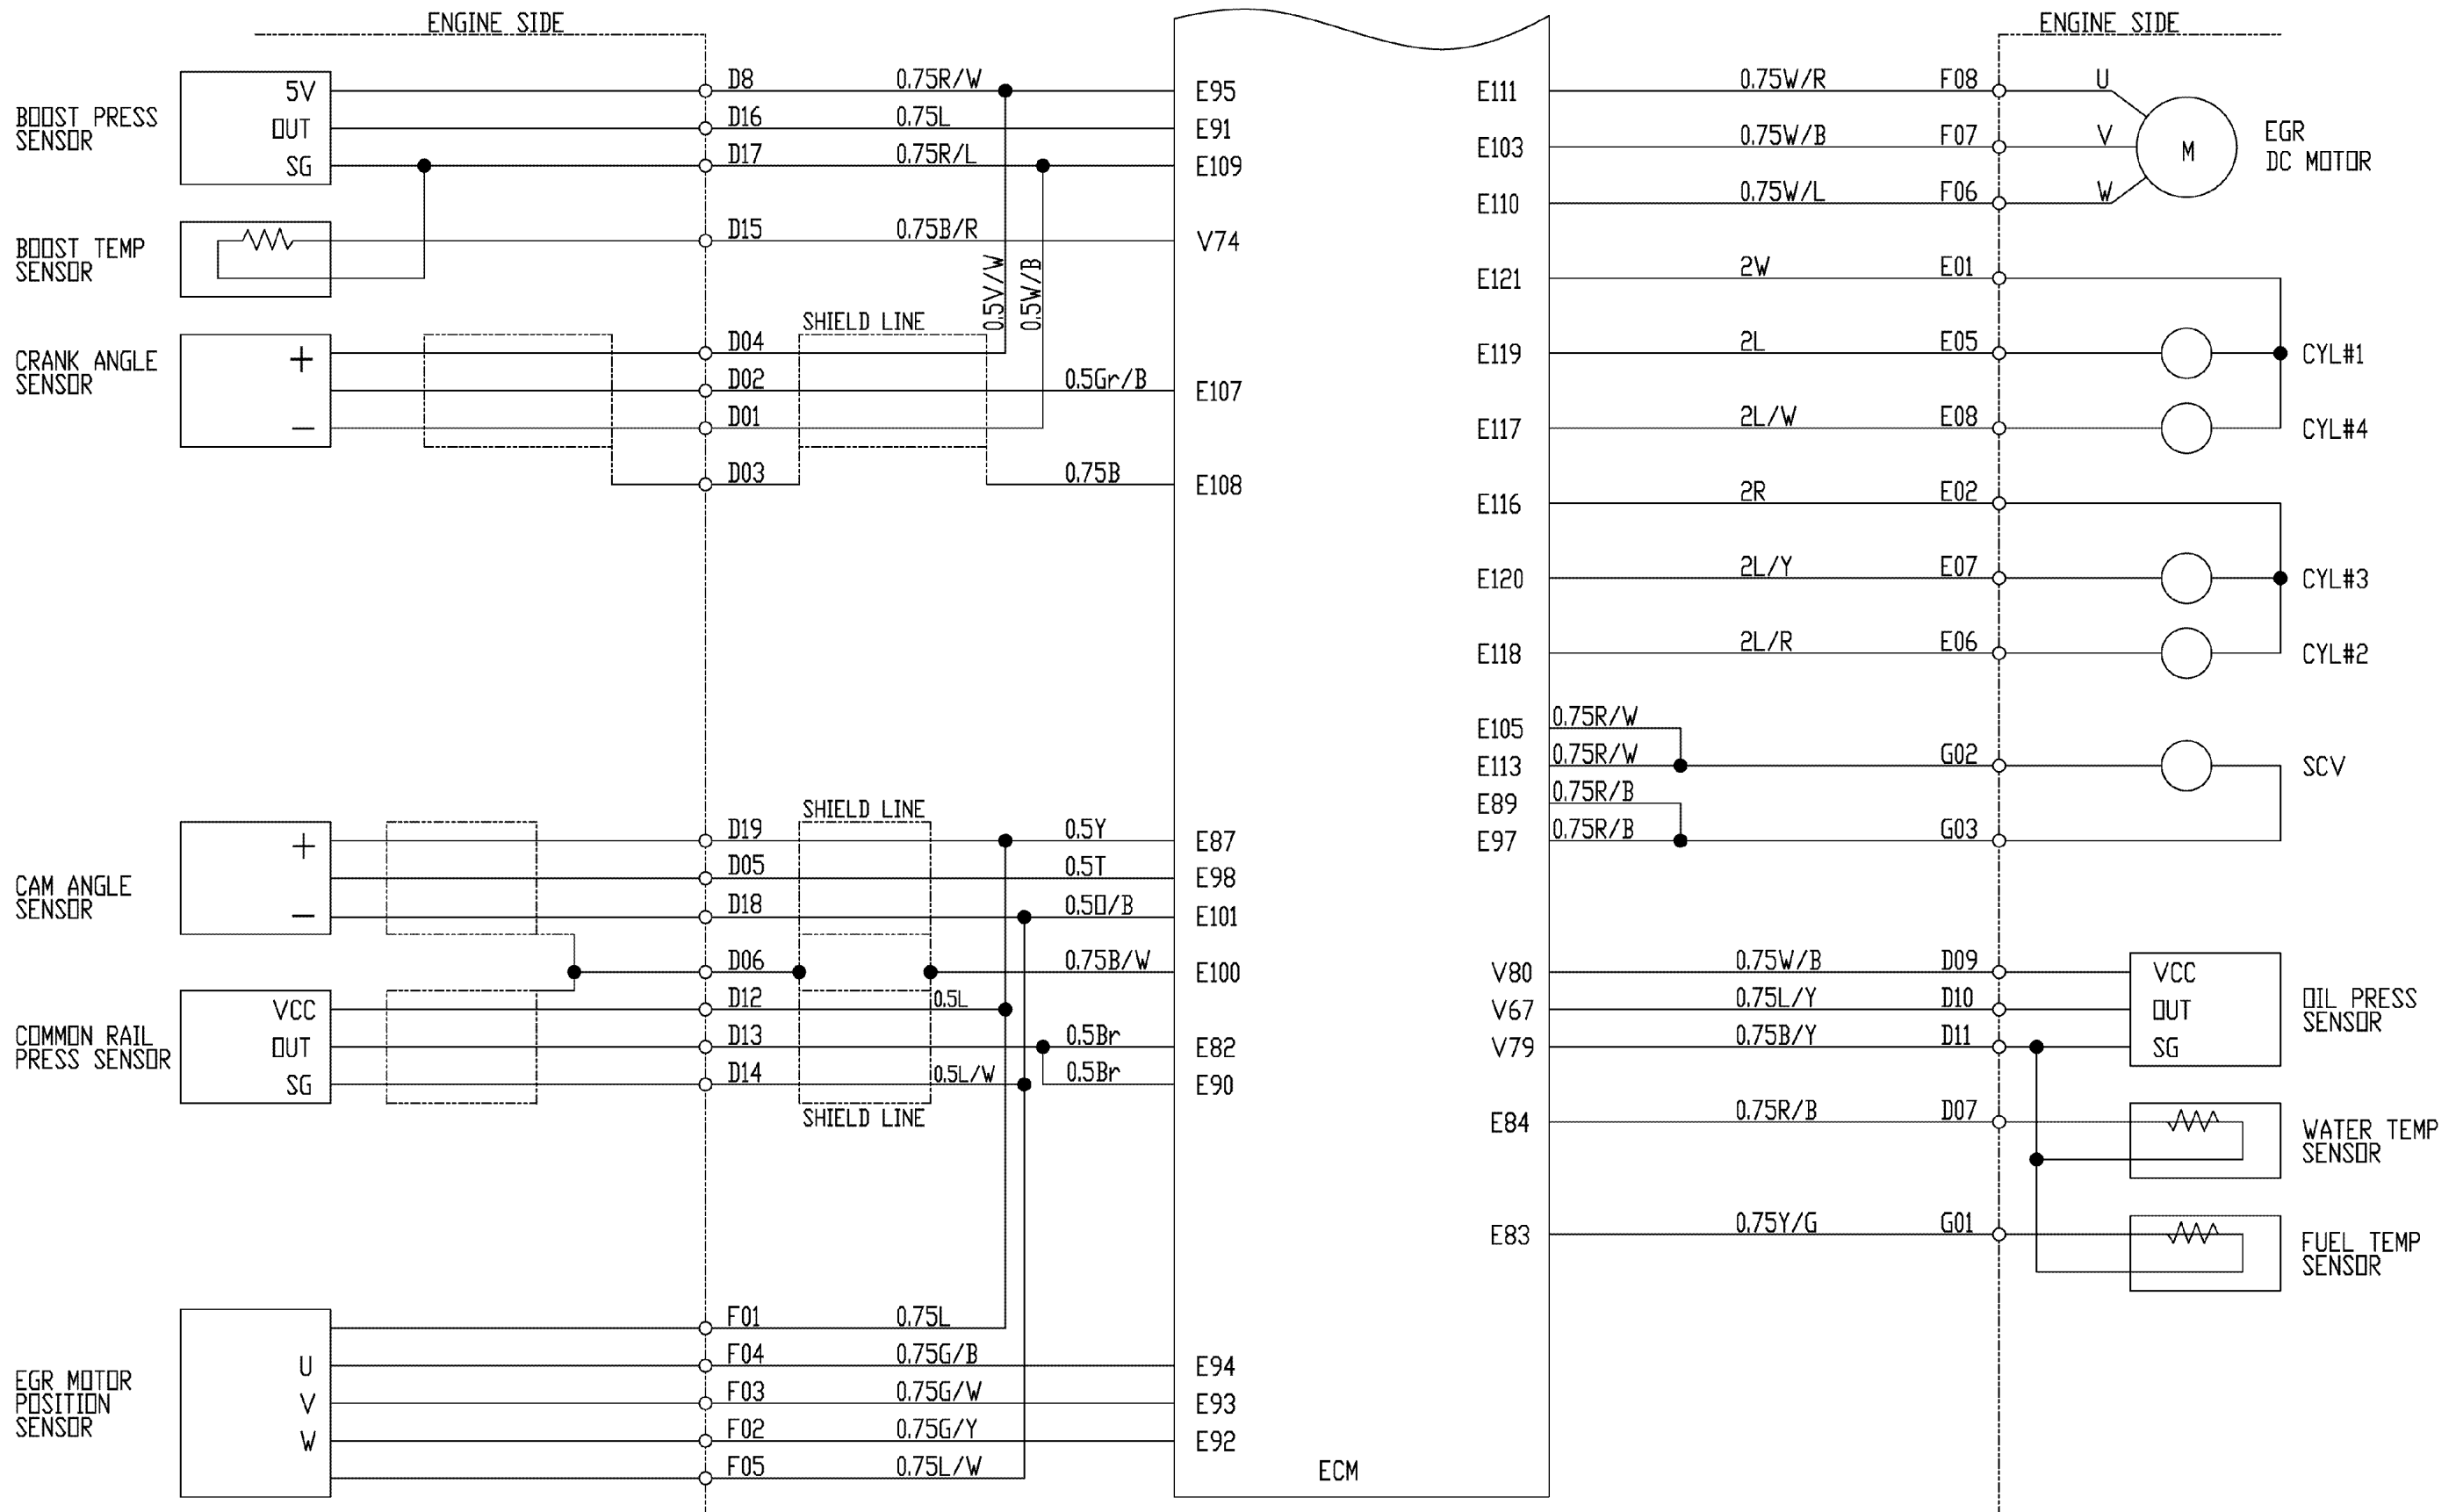 ENGINE SIDE
BOOST PRESS
SENSOR
5V
OUT
SG
D8
0.75R/W
E95
D16
0.75L
E91
D17
0.75R/L
E109
BOOST TEMP
SENSOR
D15
0.75B/R
V74
0.5V/W
0.5W/B
CRANK ANGLE
SENSOR
+
−
SHIELD LINE
D04
D02
0.5Gr/B
E107
D01
D03
0.75B
E108
CAM ANGLE
SENSOR
+
−
SHIELD LINE
D19
0.5Y
E87
D05
0.5T
E98
D18
0.5O/B
E101
D06
0.75B/W
E100
COMMON RAIL
PRESS SENSOR
VCC
OUT
SG
D12
0.5L
D13
0.5Br
E82
D14
0.5L/W
0.5Br
E90
SHIELD LINE
EGR MOTOR
POSITION
SENSOR
U
V
W
F01
0.75L
F04
0.75G/B
E94
F03
0.75G/W
E93
F02
0.75G/Y
E92
F05
0.75L/W
ECM
ENGINE SIDE
E111
0.75W/R
F08
U
E103
0.75W/B
F07
V
E110
0.75W/L
F06
W
M
EGR
DC MOTOR
E121
2W
E01
E119
2L
E05
CYL#1
E117
2L/W
E08
CYL#4
E116
2R
E02
E120
2L/Y
E07
CYL#3
E118
2L/R
E06
CYL#2
E105
0.75R/W
E113
0.75R/W
G02
SCV
E89
0.75R/B
E97
0.75R/B
G03
V80
0.75W/B
D09
VCC
V67
0.75L/Y
D10
OUT
V79
0.75B/Y
D11
SG
OIL PRESS
SENSOR
E84
0.75R/B
D07
WATER TEMP
SENSOR
E83
0.75Y/G
G01
FUEL TEMP
SENSOR